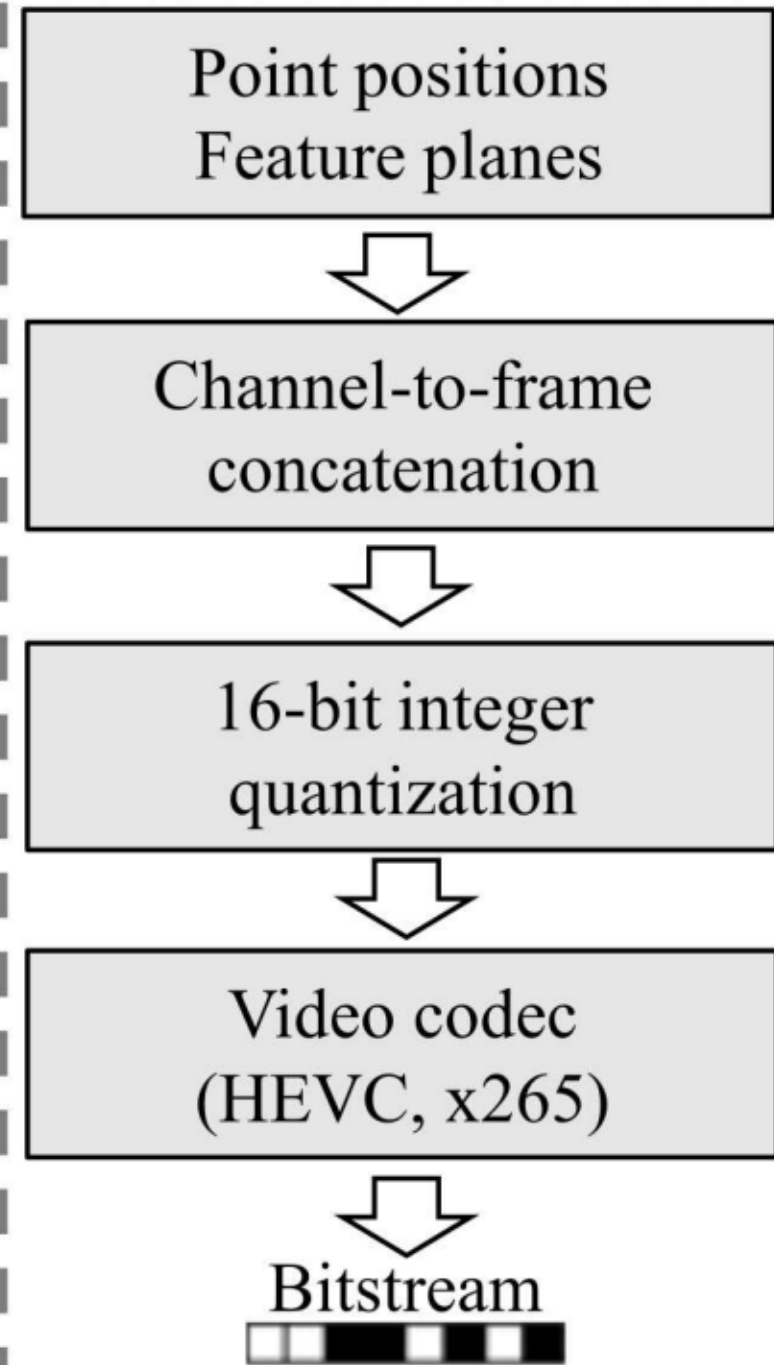 Point positions
Feature planes
Channel-to-frame
concatenation
16-bit integer
quantization
Video codec
(HEVC, x265)
Bitstream